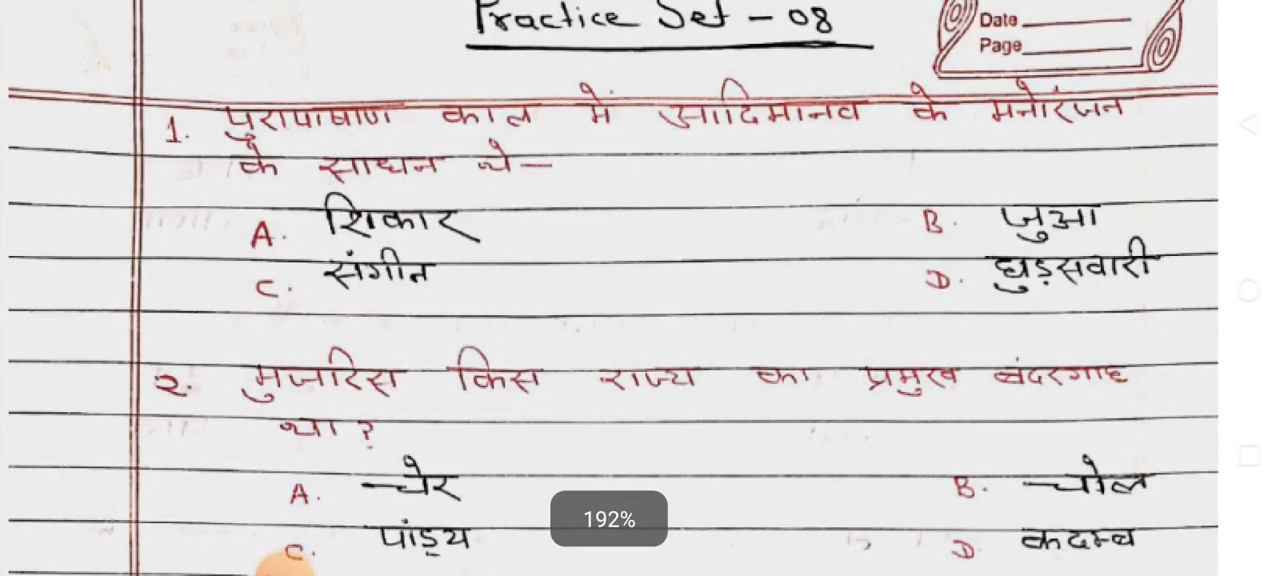 Practice Set - 08
Date
Page
1. पुरापाषाण काल में आदिमानव के मनोरंजन
के साधन थे—
A. शिकार B. जुआ
C. संगीत D. घुड़सवारी
2. मुजरिस किस राज्य का प्रमुख बंदरगाह
था?
A. चेर B. चोल
192%
C. पांड्य D. कदम्ब